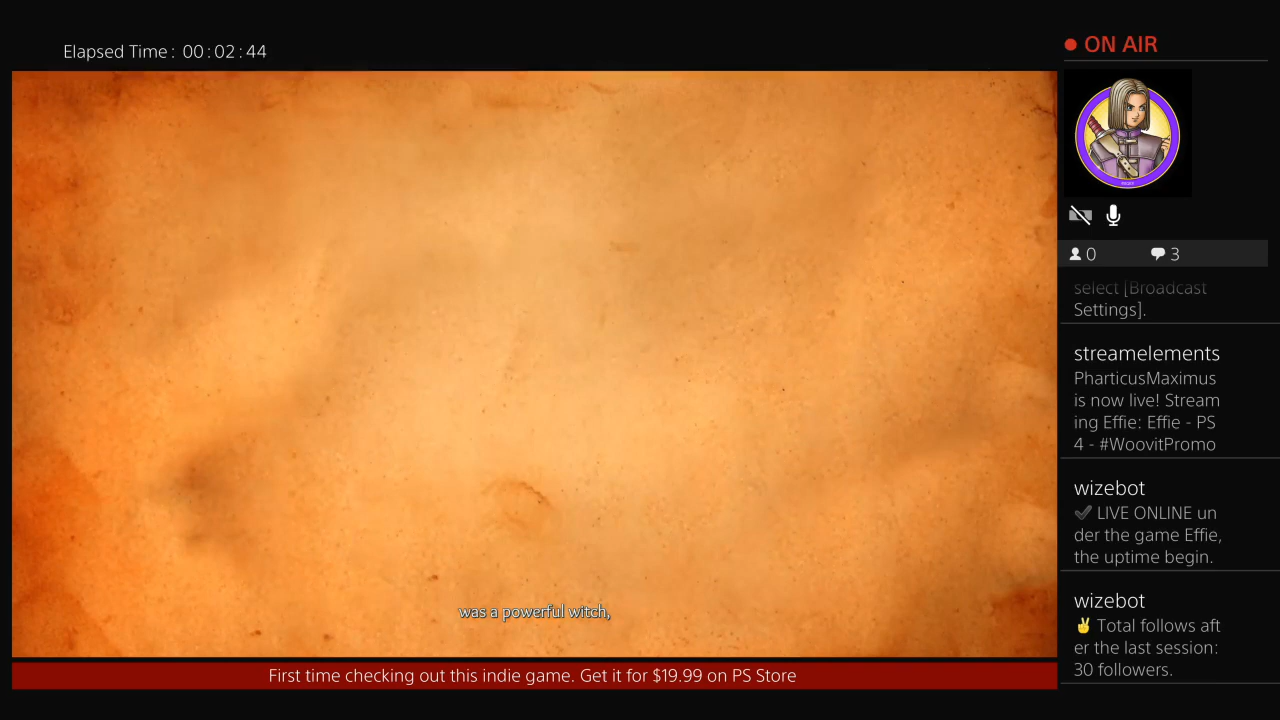 Elapsed Time: 00:02:44
ON AIR
0 3
select [Broadcast
Settings].
streamelements
PharticusMaximus
is now live! Stream
ing Effie: Effie - PS
4 - #WoovitPromo
wizebot
✔ LIVE ONLINE un
der the game Effie,
the uptime begin.
wizebot
✌ Total follows aft
er the last session:
30 followers.
was a powerful witch,
First time checking out this indie game. Get it for $19.99 on PS Store